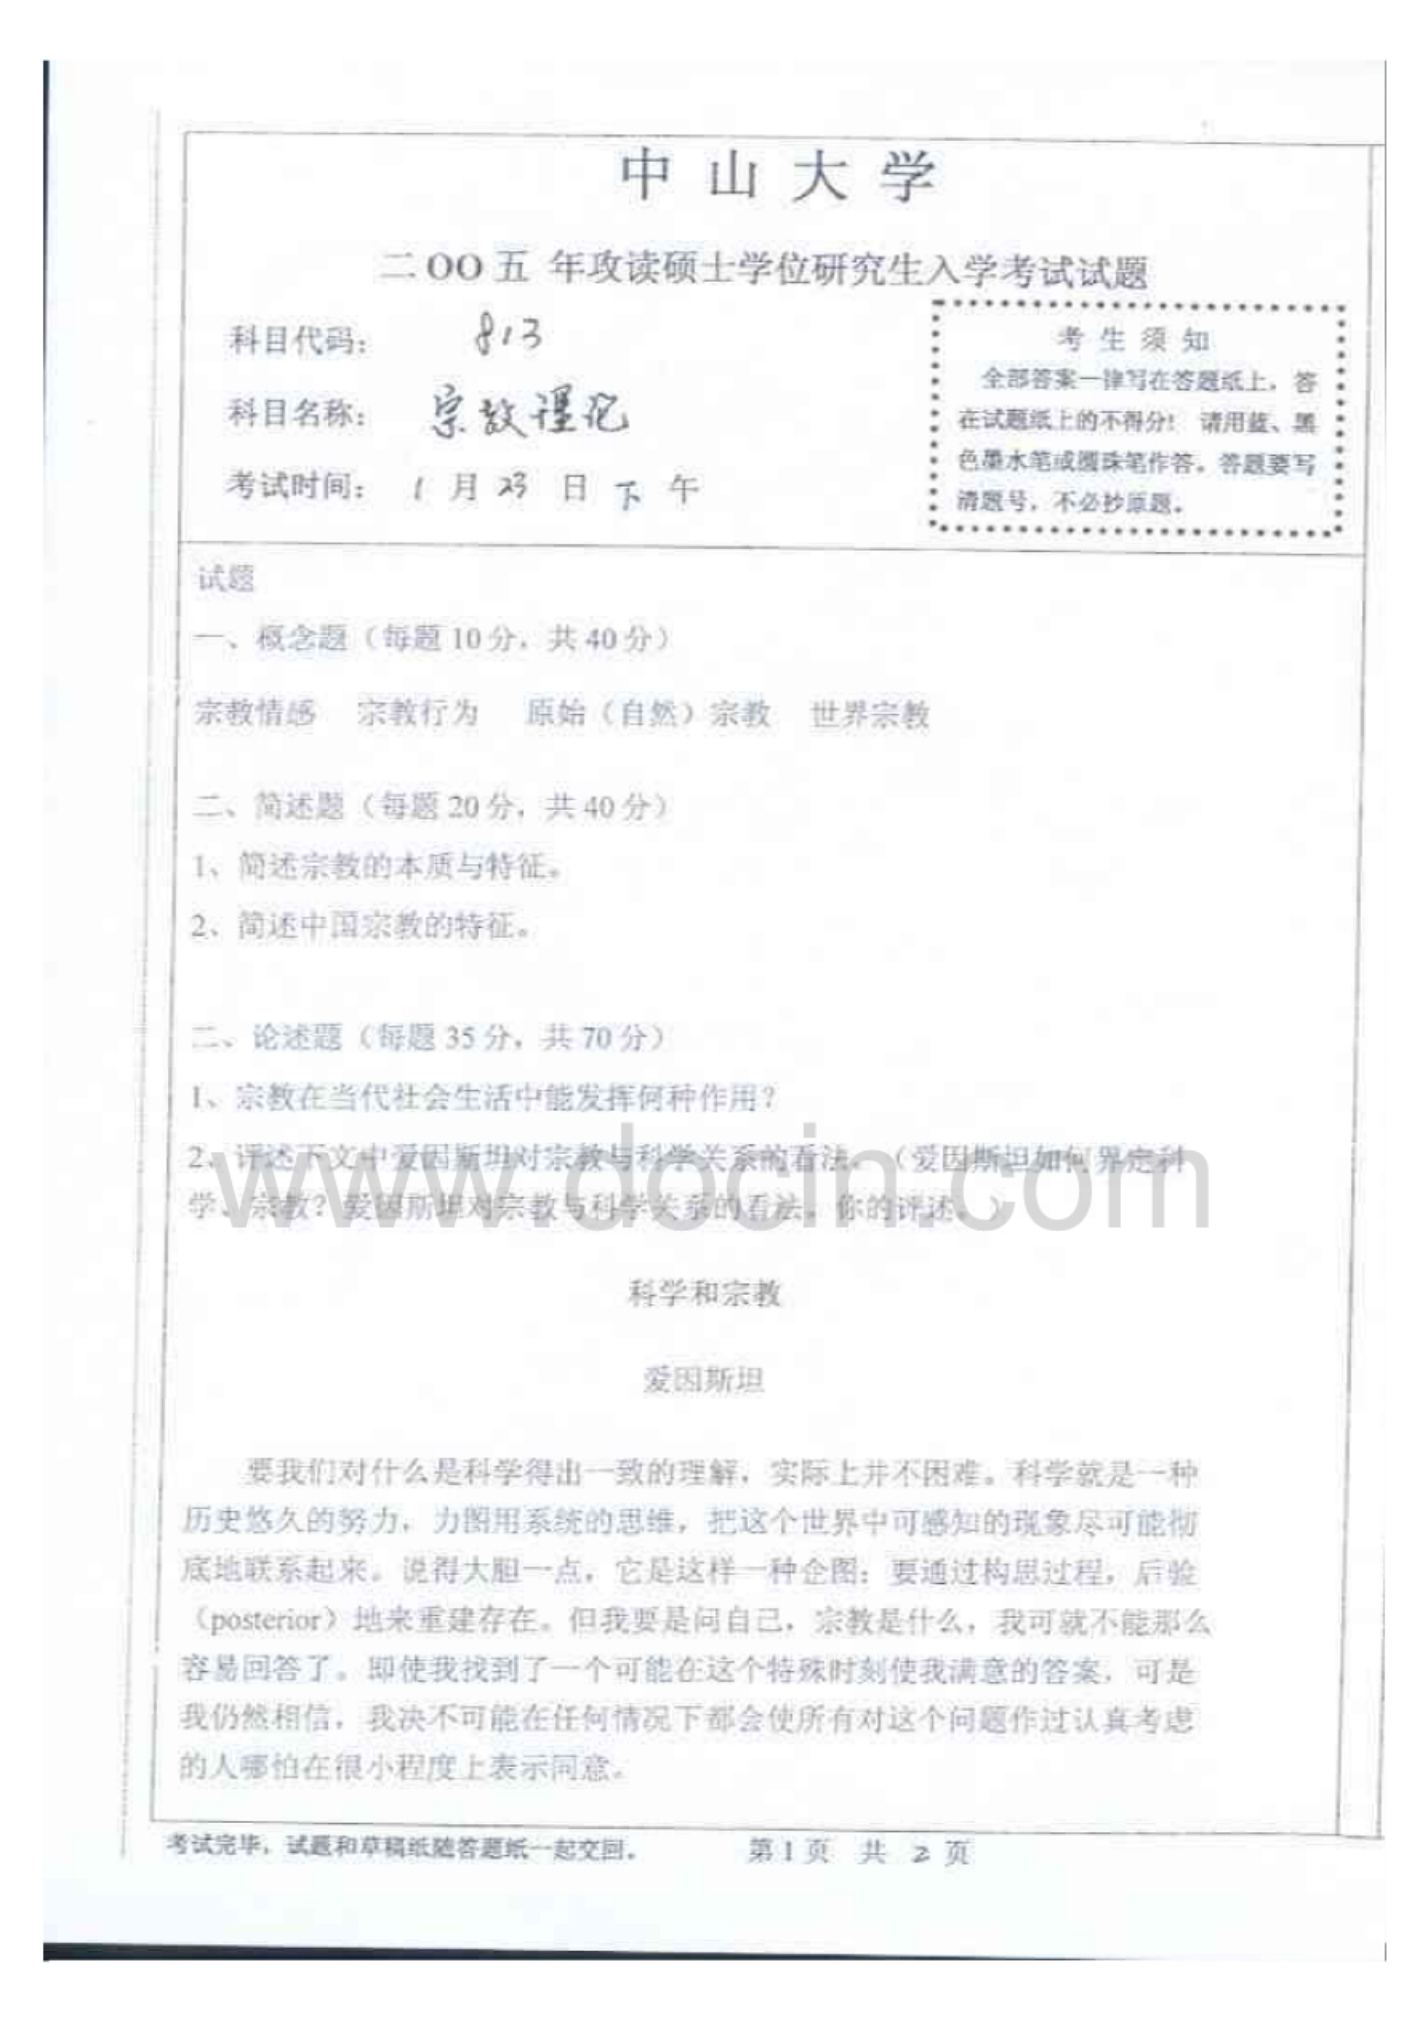 中山大学
二OO五 年攻读硕士学位研究生入学考试试题
科目代码： 813
科目名称： 宗教理论
考试时间： 1 月 23 日 下 午
考 生 须 知
全部答案一律写在答题纸上，答
在试题纸上的不得分！ 请用蓝、黑
色墨水笔或圆珠笔作答。答题要写
清题号，不必抄原题。
试题
一、概念题（每题 10 分，共 40 分）
宗教情感 宗教行为 原始（自然）宗教 世界宗教
二、简述题（每题 20 分，共 40 分）
1、简述宗教的本质与特征。
2、简述中国宗教的特征。
二、论述题（每题 35 分，共 70 分）
1、宗教在当代社会生活中能发挥何种作用？
2、评述下文中爱因斯坦对宗教与科学关系的看法。（爱因斯坦如何界定科
学、宗教？爱因斯坦对宗教与科学关系的看法。你的评述。）
www.docin.com
科学和宗教
爱因斯坦
要我们对什么是科学得出一致的理解，实际上并不困难。科学就是一种
历史悠久的努力，力图用系统的思维，把这个世界中可感知的现象尽可能彻
底地联系起来。说得大胆一点，它是这样一种企图：要通过构思过程，后验
（posterior）地来重建存在。但我要是问自己，宗教是什么，我可就不能那么
容易回答了。即使我找到了一个可能在这个特殊时刻使我满意的答案，可是
我仍然相信，我决不可能在任何情况下都会使所有对这个问题作过认真考虑
的人哪怕在很小程度上表示同意。
考试完毕，试题和草稿纸随答题纸一起交回。 第 1 页 共 2 页